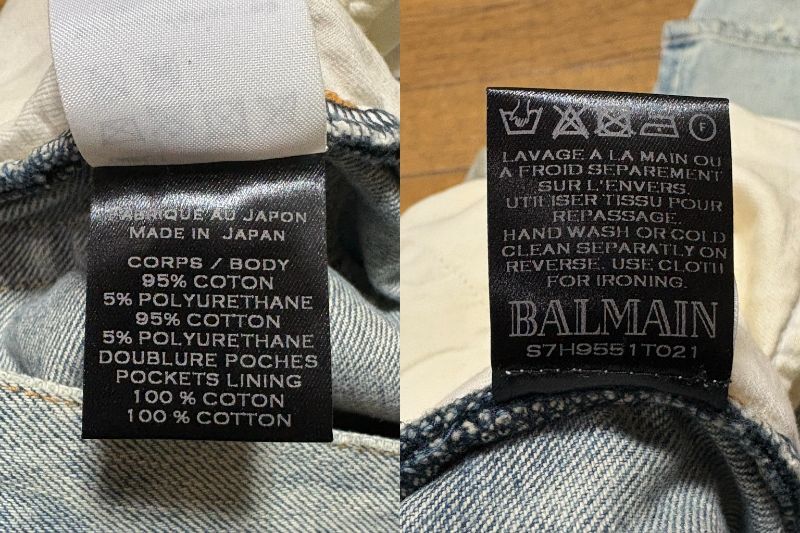 FABRIQUE AU JAPON
MADE IN JAPAN
CORPS / BODY
95% COTON
5% POLYURETHANE
95% COTTON
5% POLYURETHANE
DOUBLURE POCHES
POCKETS LINING
100 % COTON
100 % COTTON
F
LAVAGE A LA MAIN OU
A FROID SEPAREMENT
SUR L'ENVERS.
UTILISER TISSU POUR
REPASSAGE.
HAND WASH OR COLD
CLEAN SEPARATLY ON
REVERSE. USE CLOTH
FOR IRONING.
BALMAIN
S7H9551T021